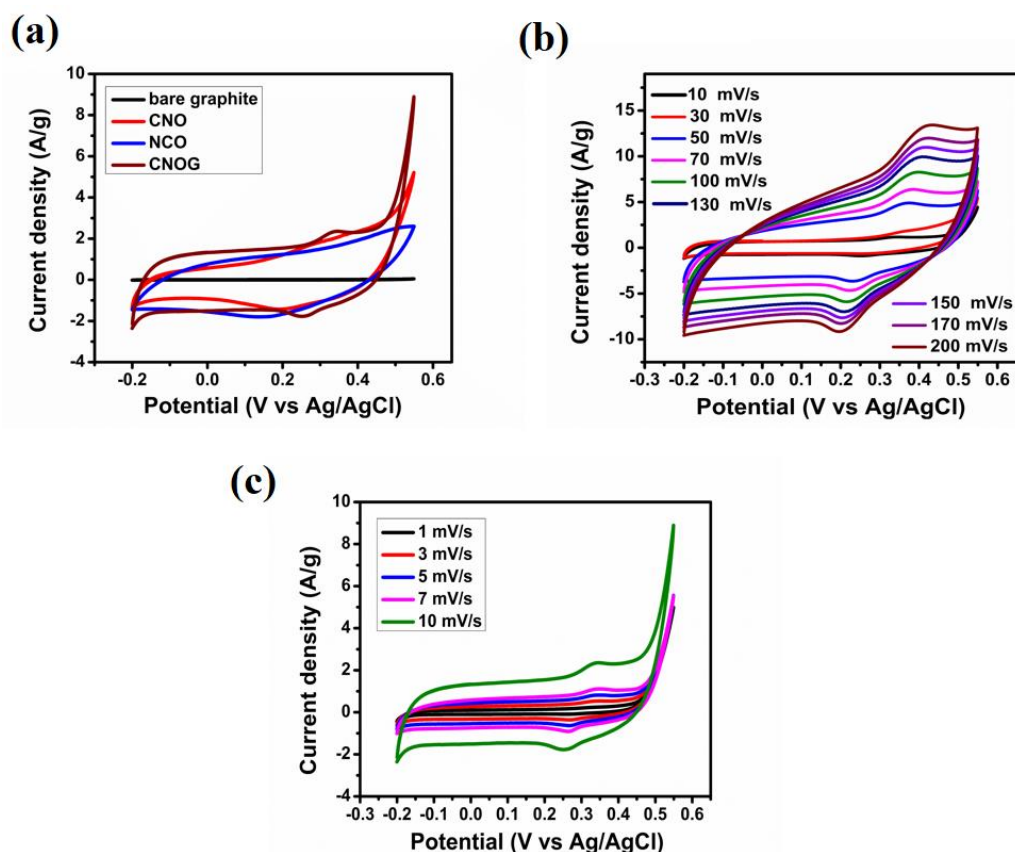 (a)
10
8
6
4
2
0
-2
-4
Current density (A/g)
bare graphite
CNO
NCO
CNOG
-0.2 0.0 0.2 0.4 0.6
Potential (V vs Ag/AgCl)
(b)
15
10
5
0
-5
-10
Current density (A/g)
10 mV/s
30 mV/s
50 mV/s
70 mV/s
100 mV/s
130 mV/s
150 mV/s
170 mV/s
200 mV/s
-0.3 -0.2 -0.1 0.0 0.1 0.2 0.3 0.4 0.5 0.6
Potential (V vs Ag/AgCl)
(c)
10
8
6
4
2
0
-2
-4
Current density (A/g)
1 mV/s
3 mV/s
5 mV/s
7 mV/s
10 mV/s
-0.3 -0.2 -0.1 0.0 0.1 0.2 0.3 0.4 0.5 0.6
Potential (V vs Ag/AgCl)